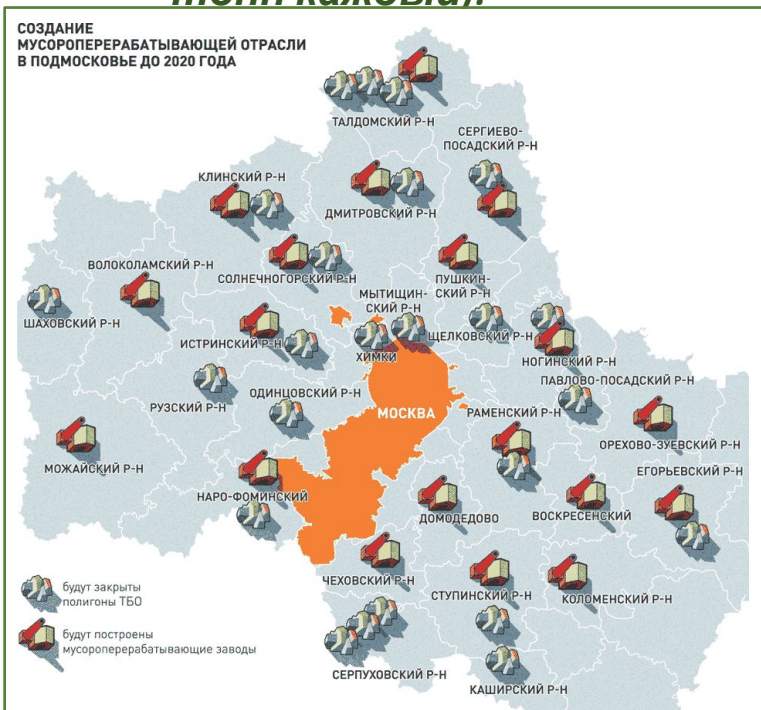 тонн каждый).
СОЗДАНИЕ
МУСОРОПЕРЕРАБАТЫВАЮЩЕЙ ОТРАСЛИ
В ПОДМОСКОВЬЕ ДО 2020 ГОДА
ТАЛДОМСКИЙ Р-Н
СЕРГИЕВО-
ПОСАДСКИЙ Р-Н
КЛИНСКИЙ Р-Н
ДМИТРОВСКИЙ Р-Н
ВОЛОКОЛАМСКИЙ Р-Н
СОЛНЕЧНОГОРСКИЙ Р-Н
ПУШКИН-
СКИЙ Р-Н
МЫТИЩИН-
СКИЙ Р-Н
ШАХОВСКИЙ Р-Н
ИСТРИНСКИЙ Р-Н
ХИМКИ
ЩЕЛКОВСКИЙ Р-Н
НОГИНСКИЙ Р-Н
ПАВЛОВО-ПОСАДСКИЙ Р-Н
РУЗСКИЙ Р-Н
ОДИНЦОВСКИЙ Р-Н
МОСКВА
РАМЕНСКИЙ Р-Н
ОРЕХОВО-ЗУЕВСКИЙ Р-Н
МОЖАЙСКИЙ Р-Н
ЕГОРЬЕВСКИЙ Р-Н
НАРО-ФОМИНСКИЙ
ДОМОДЕДОВО
ВОСКРЕСЕНСКИЙ
ЧЕХОВСКИЙ Р-Н
СТУПИНСКИЙ Р-Н
КОЛОМЕНСКИЙ Р-Н
будут закрыты
полигоны ТБО
будут построены
мусороперерабатывающие заводы
СЕРПУХОВСКИЙ Р-Н
КАШИРСКИЙ Р-Н